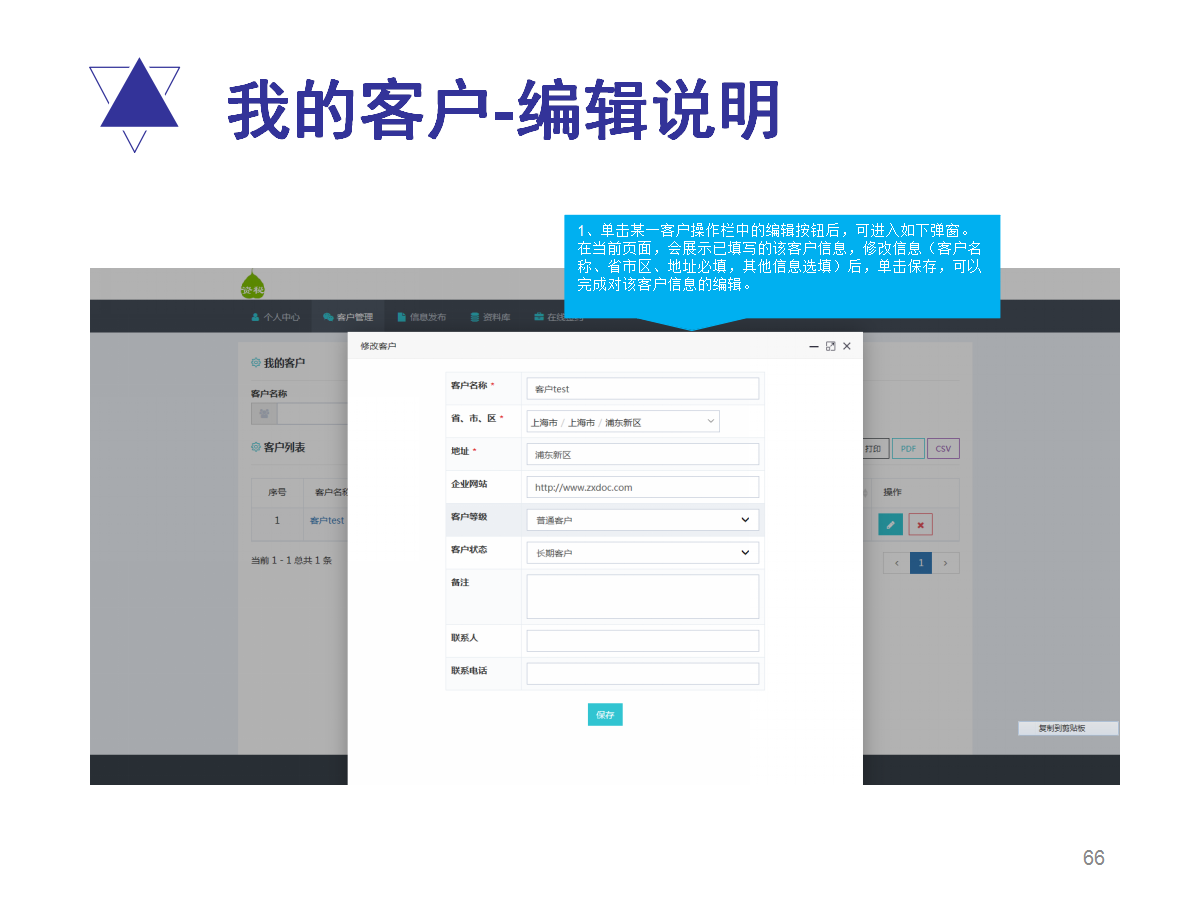 我的客户-编辑说明
1、单击某一客户操作栏中的编辑按钮后，可进入如下弹窗。
在当前页面，会展示已填写的该客户信息，修改信息（客户名
称、省市区、地址必填，其他信息选填）后，单击保存，可以
完成对该客户信息的编辑。
个人中心 客户管理 信息发布 资料库 在线
修改客户
我的客户
客户名称
客户列表
打印 PDF CSV
序号 客户名称 操作
1 客户test
当前 1 - 1 总共 1 条
‹ 1 ›
客户名称 * 客户test
省、市、区 * 上海市 / 上海市 / 浦东新区
地址 * 浦东新区
企业网站 http://www.zxdoc.com
客户等级 普通客户
客户状态 长期客户
备注
联系人
联系电话
保存
复制到剪贴板
66